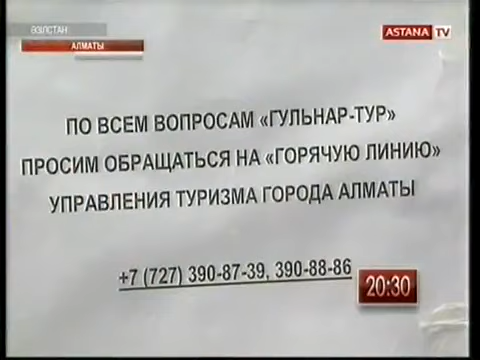 ASTANA TV
АЛМАТЫ
ПО ВСЕМ ВОПРОСАМ «ГУЛЬНАР-ТУР»
ПРОСИМ ОБРАЩАТЬСЯ НА «ГОРЯЧУЮ ЛИНИЮ»
УПРАВЛЕНИЯ ТУРИЗМА ГОРОДА АЛМАТЫ
+7 (727) 390-87-39, 390-88-86
20:30